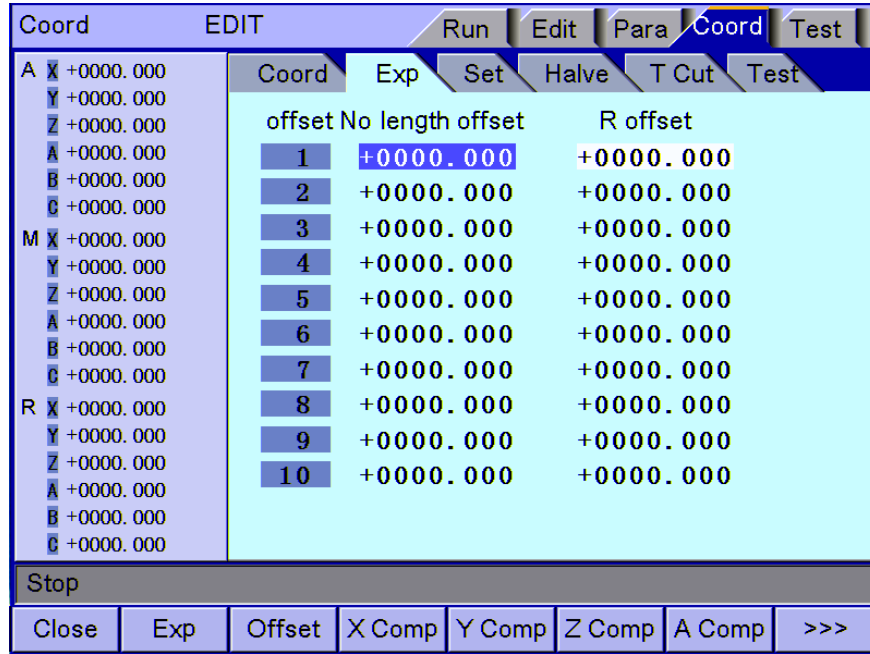 Coord EDIT Run Edit Para Coord Test
A X +0000.000
Y +0000.000
Z +0000.000
A +0000.000
B +0000.000
C +0000.000
M X +0000.000
Y +0000.000
Z +0000.000
A +0000.000
B +0000.000
C +0000.000
R X +0000.000
Y +0000.000
Z +0000.000
A +0000.000
B +0000.000
C +0000.000
Coord Exp Set Halve T Cut Test
offset No length offset R offset
1 +0000.000 +0000.000
2 +0000.000 +0000.000
3 +0000.000 +0000.000
4 +0000.000 +0000.000
5 +0000.000 +0000.000
6 +0000.000 +0000.000
7 +0000.000 +0000.000
8 +0000.000 +0000.000
9 +0000.000 +0000.000
10 +0000.000 +0000.000
Stop
Close Exp Offset X Comp Y Comp Z Comp A Comp >>>